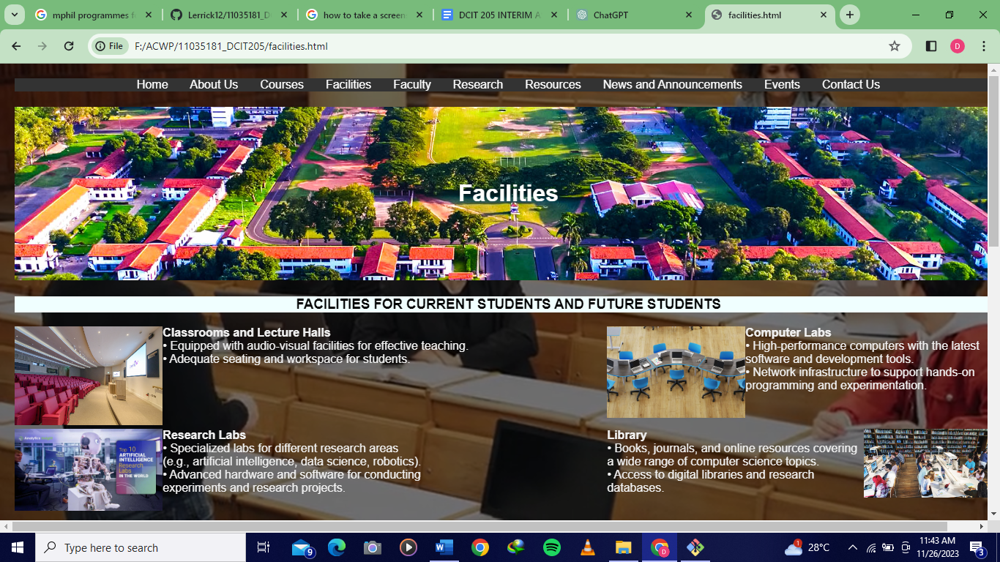 mphil programmes f
Lerrick12/11035181_D
how to take a screen
DCIT 205 INTERIM A
ChatGPT
facilities.html
File
F:/ACWP/11035181_DCIT205/facilities.html
D
Home About Us Courses Facilities Faculty Research Resources News and Announcements Events Contact Us
Facilities
FACILITIES FOR CURRENT STUDENTS AND FUTURE STUDENTS
Classrooms and Lecture Halls
• Equipped with audio-visual facilities for effective teaching.
• Adequate seating and workspace for students.
Computer Labs
• High-performance computers with the latest
software and development tools.
• Network infrastructure to support hands-on
programming and experimentation.
Analytics
Top 10
ARTIFICIAL
INTELLIGENCE
Research
Labs
IN THE WORLD
Research Labs
• Specialized labs for different research areas
(e.g., artificial intelligence, data science, robotics).
• Advanced hardware and software for conducting
experiments and research projects.
Library
• Books, journals, and online resources covering
a wide range of computer science topics.
• Access to digital libraries and research
databases.
Type here to search
9
W
D
1
28°C
11:43 AM
11/26/2023
3